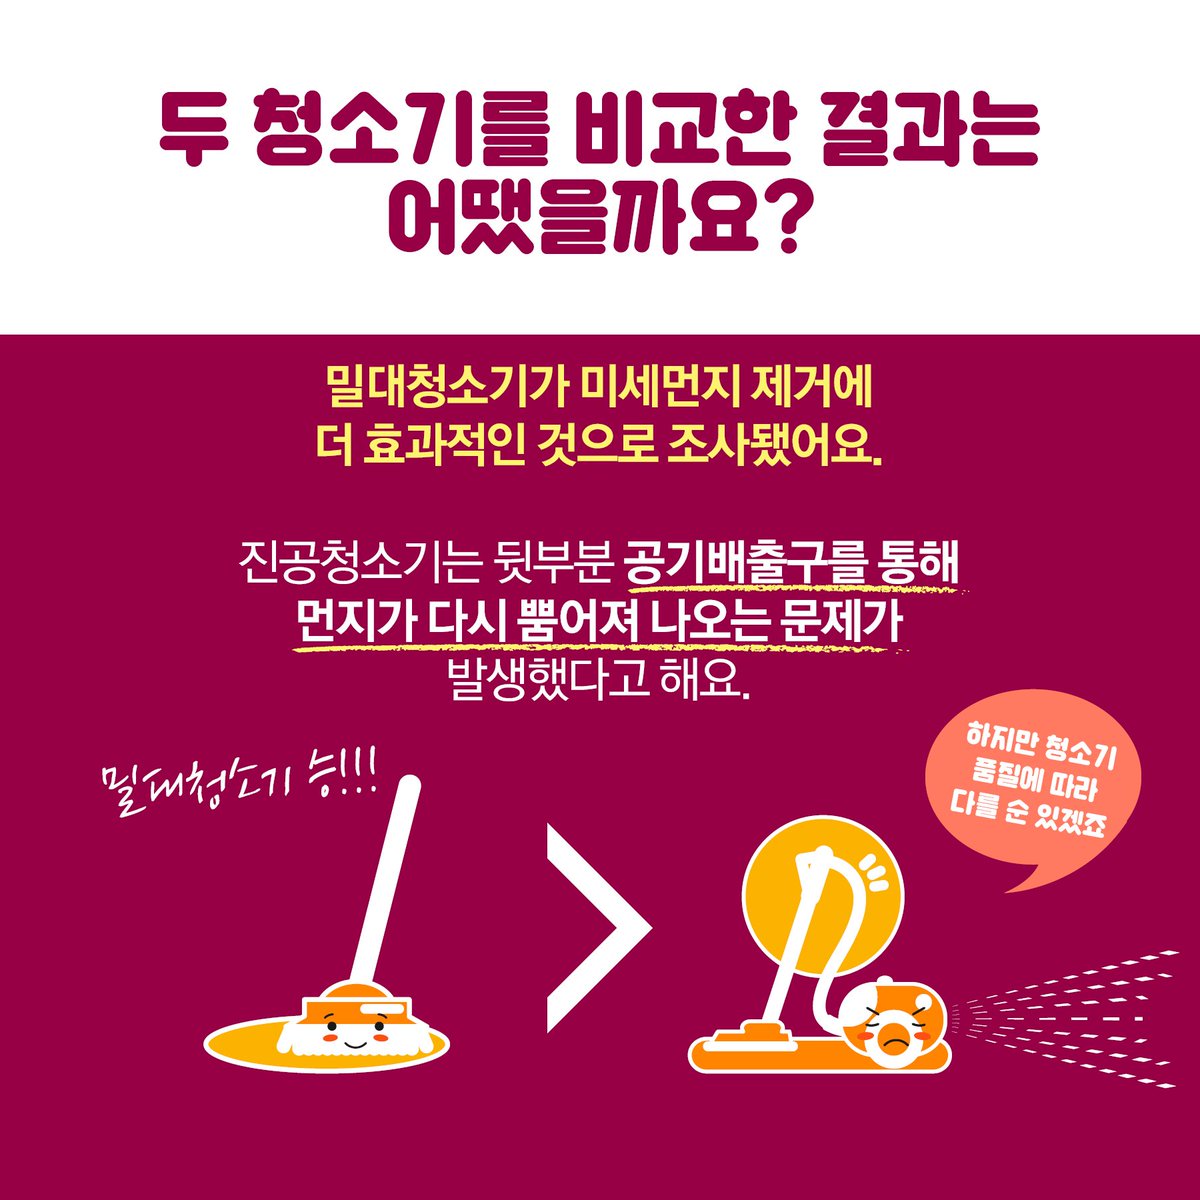 두 청소기를 비교한 결과는
어땠을까요?
밀대청소기가 미세먼지 제거에
더 효과적인 것으로 조사됐어요.
진공청소기는 뒷부분 공기배출구를 통해
먼지가 다시 뿜어져 나오는 문제가
발생했다고 해요.
밀대청소기 승!!!
하지만 청소기
품질에 따라
다를 순 있겠죠